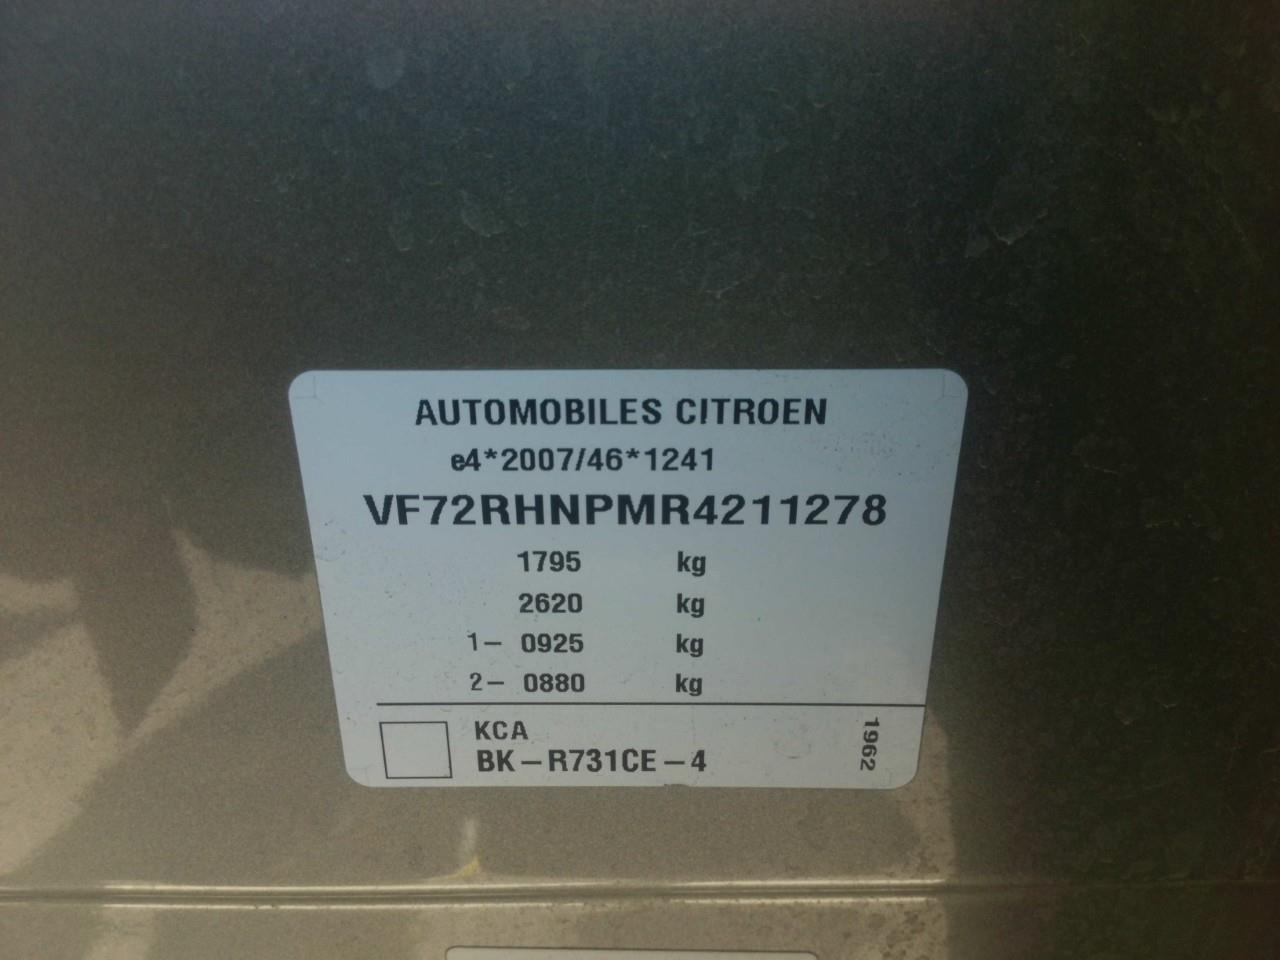 AUTOMOBILES CITROEN
e4*2007/46*1241
VF72RHNPMR4211278
1795 kg
2620 kg
1- 0925 kg
2- 0880 kg
KCA
BK-R731CE-4
1962